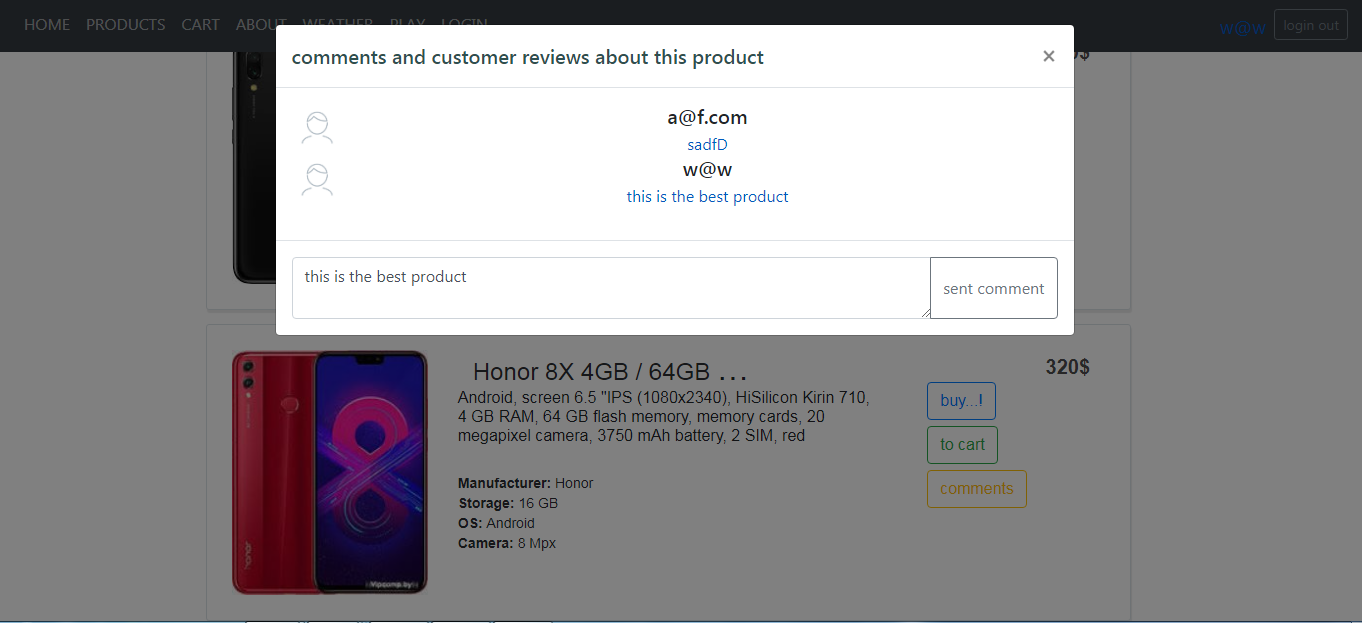 HOME PRODUCTS CART ABOUT WEATHER PLAY LOGIN w@w login out
comments and customer reviews about this product ×
a@f.com
sadfD
w@w
this is the best product
this is the best product
sent comment
Honor 8X 4GB / 64GB ...
320$
Android, screen 6.5 "IPS (1080x2340), HiSilicon Kirin 710,
4 GB RAM, 64 GB flash memory, memory cards, 20
megapixel camera, 3750 mAh battery, 2 SIM, red
buy...!
to cart
comments
Manufacturer: Honor
Storage: 16 GB
OS: Android
Camera: 8 Mpx
honor
Vipcomp.by